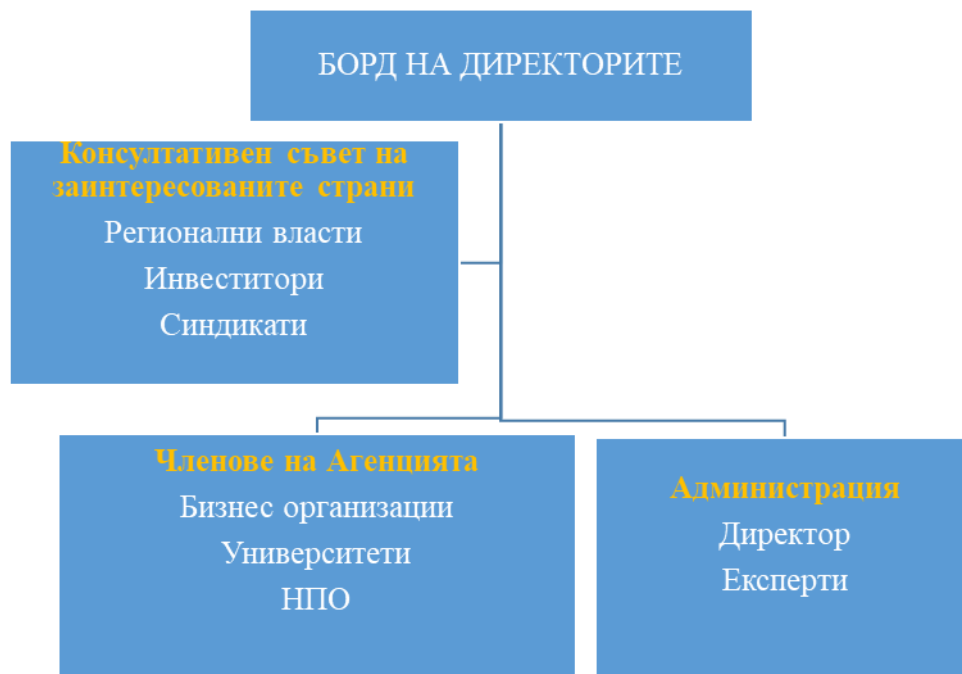 БОРД НА ДИРЕКТОРИТЕ
Консултативен съвет на
заинтересованите страни
Регионални власти
Инвеститори
Синдикати
Членове на Агенцията
Бизнес организации
Университети
НПО
Администрация
Директор
Експерти